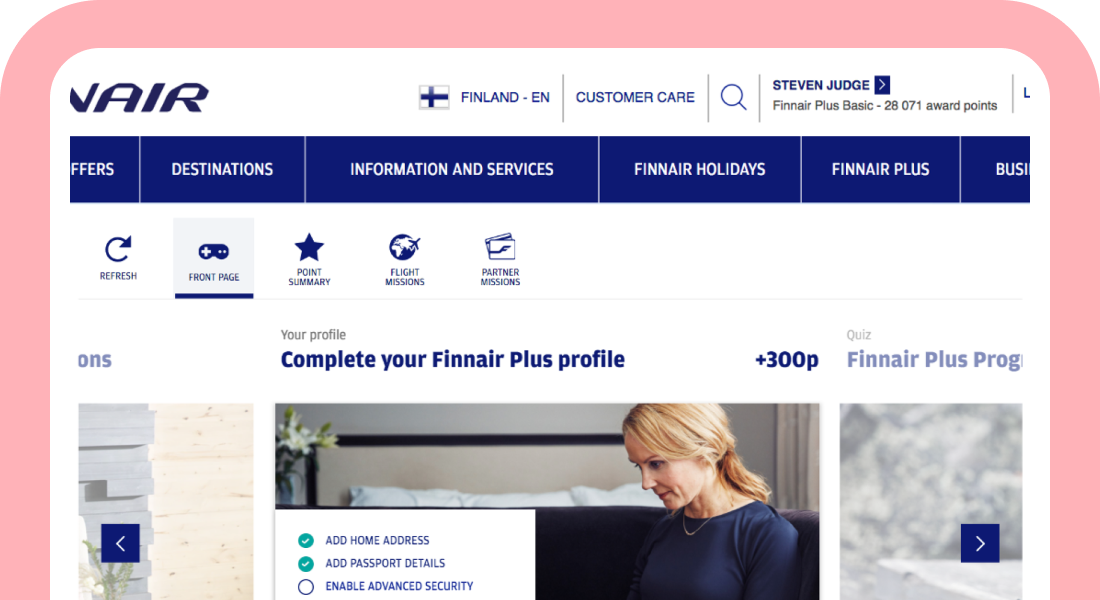 NAIR
FINLAND - EN
CUSTOMER CARE
STEVEN JUDGE
Finnair Plus Basic - 28 071 award points
L
FFERS
DESTINATIONS
INFORMATION AND SERVICES
FINNAIR HOLIDAYS
FINNAIR PLUS
BUSI
REFRESH
FRONT PAGE
POINT
SUMMARY
FLIGHT
MISSIONS
PARTNER
MISSIONS
ons
Your profile
Complete your Finnair Plus profile
+300p
Quiz
Finnair Plus Progr
ADD HOME ADDRESS
ADD PASSPORT DETAILS
ENABLE ADVANCED SECURITY